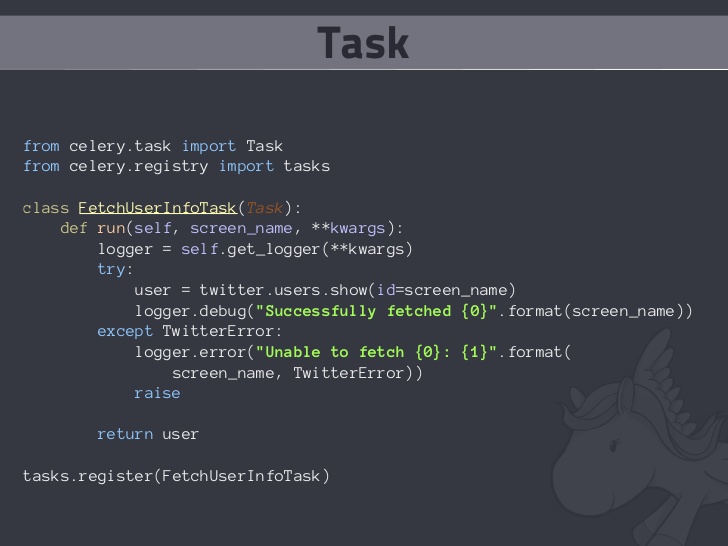 Task
from celery.task import Task
from celery.registry import tasks
class FetchUserInfoTask(Task):
    def run(self, screen_name, **kwargs):
        logger = self.get_logger(**kwargs)
        try:
            user = twitter.users.show(id=screen_name)
            logger.debug("Successfully fetched {0}".format(screen_name))
        except TwitterError:
            logger.error("Unable to fetch {0}: {1}".format(
                screen_name, TwitterError))
            raise
        return user
tasks.register(FetchUserInfoTask)